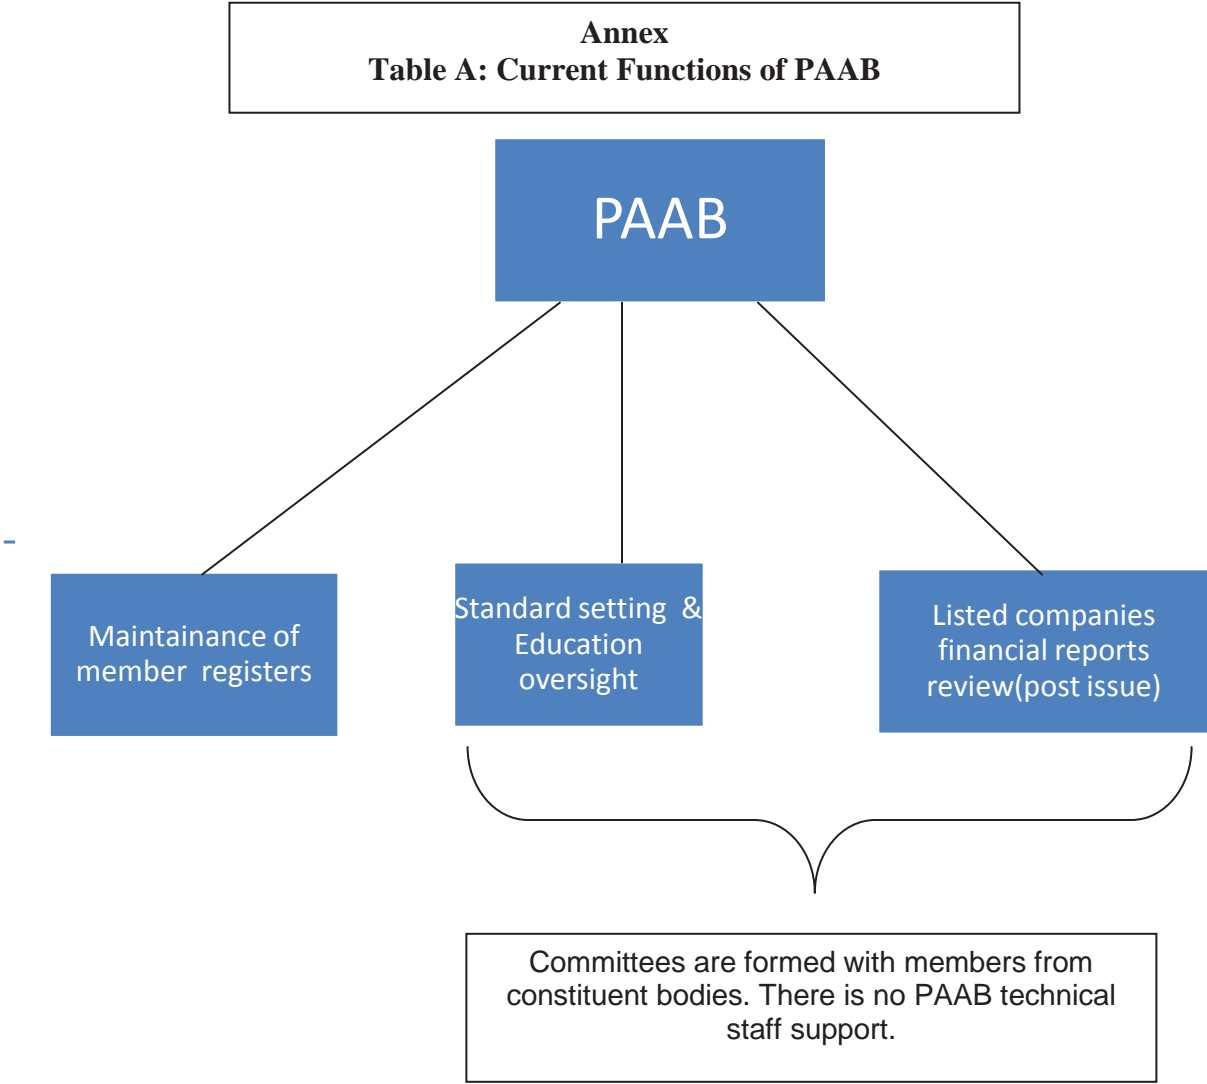 Annex
Table A: Current Functions of PAAB
PAAB
Maintainance of
member registers
Standard setting &
Education
oversight
Listed companies
financial reports
review(post issue)
Committees are formed with members from
constituent bodies. There is no PAAB technical
staff support.